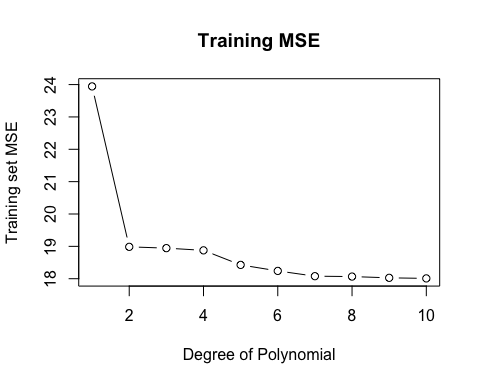 Training MSE
Training set MSE
24
23
22
21
20
19
18
2 4 6 8 10
Degree of Polynomial